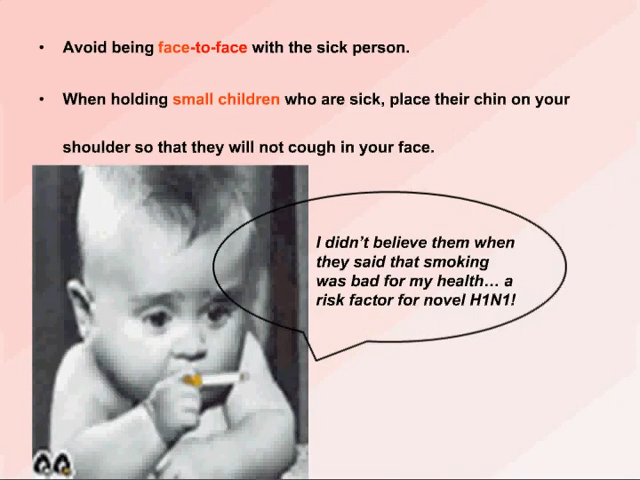 • Avoid being face-to-face with the sick person.
• When holding small children who are sick, place their chin on your
shoulder so that they will not cough in your face.
I didn’t believe them when
they said that smoking
was bad for my health… a
risk factor for novel H1N1!